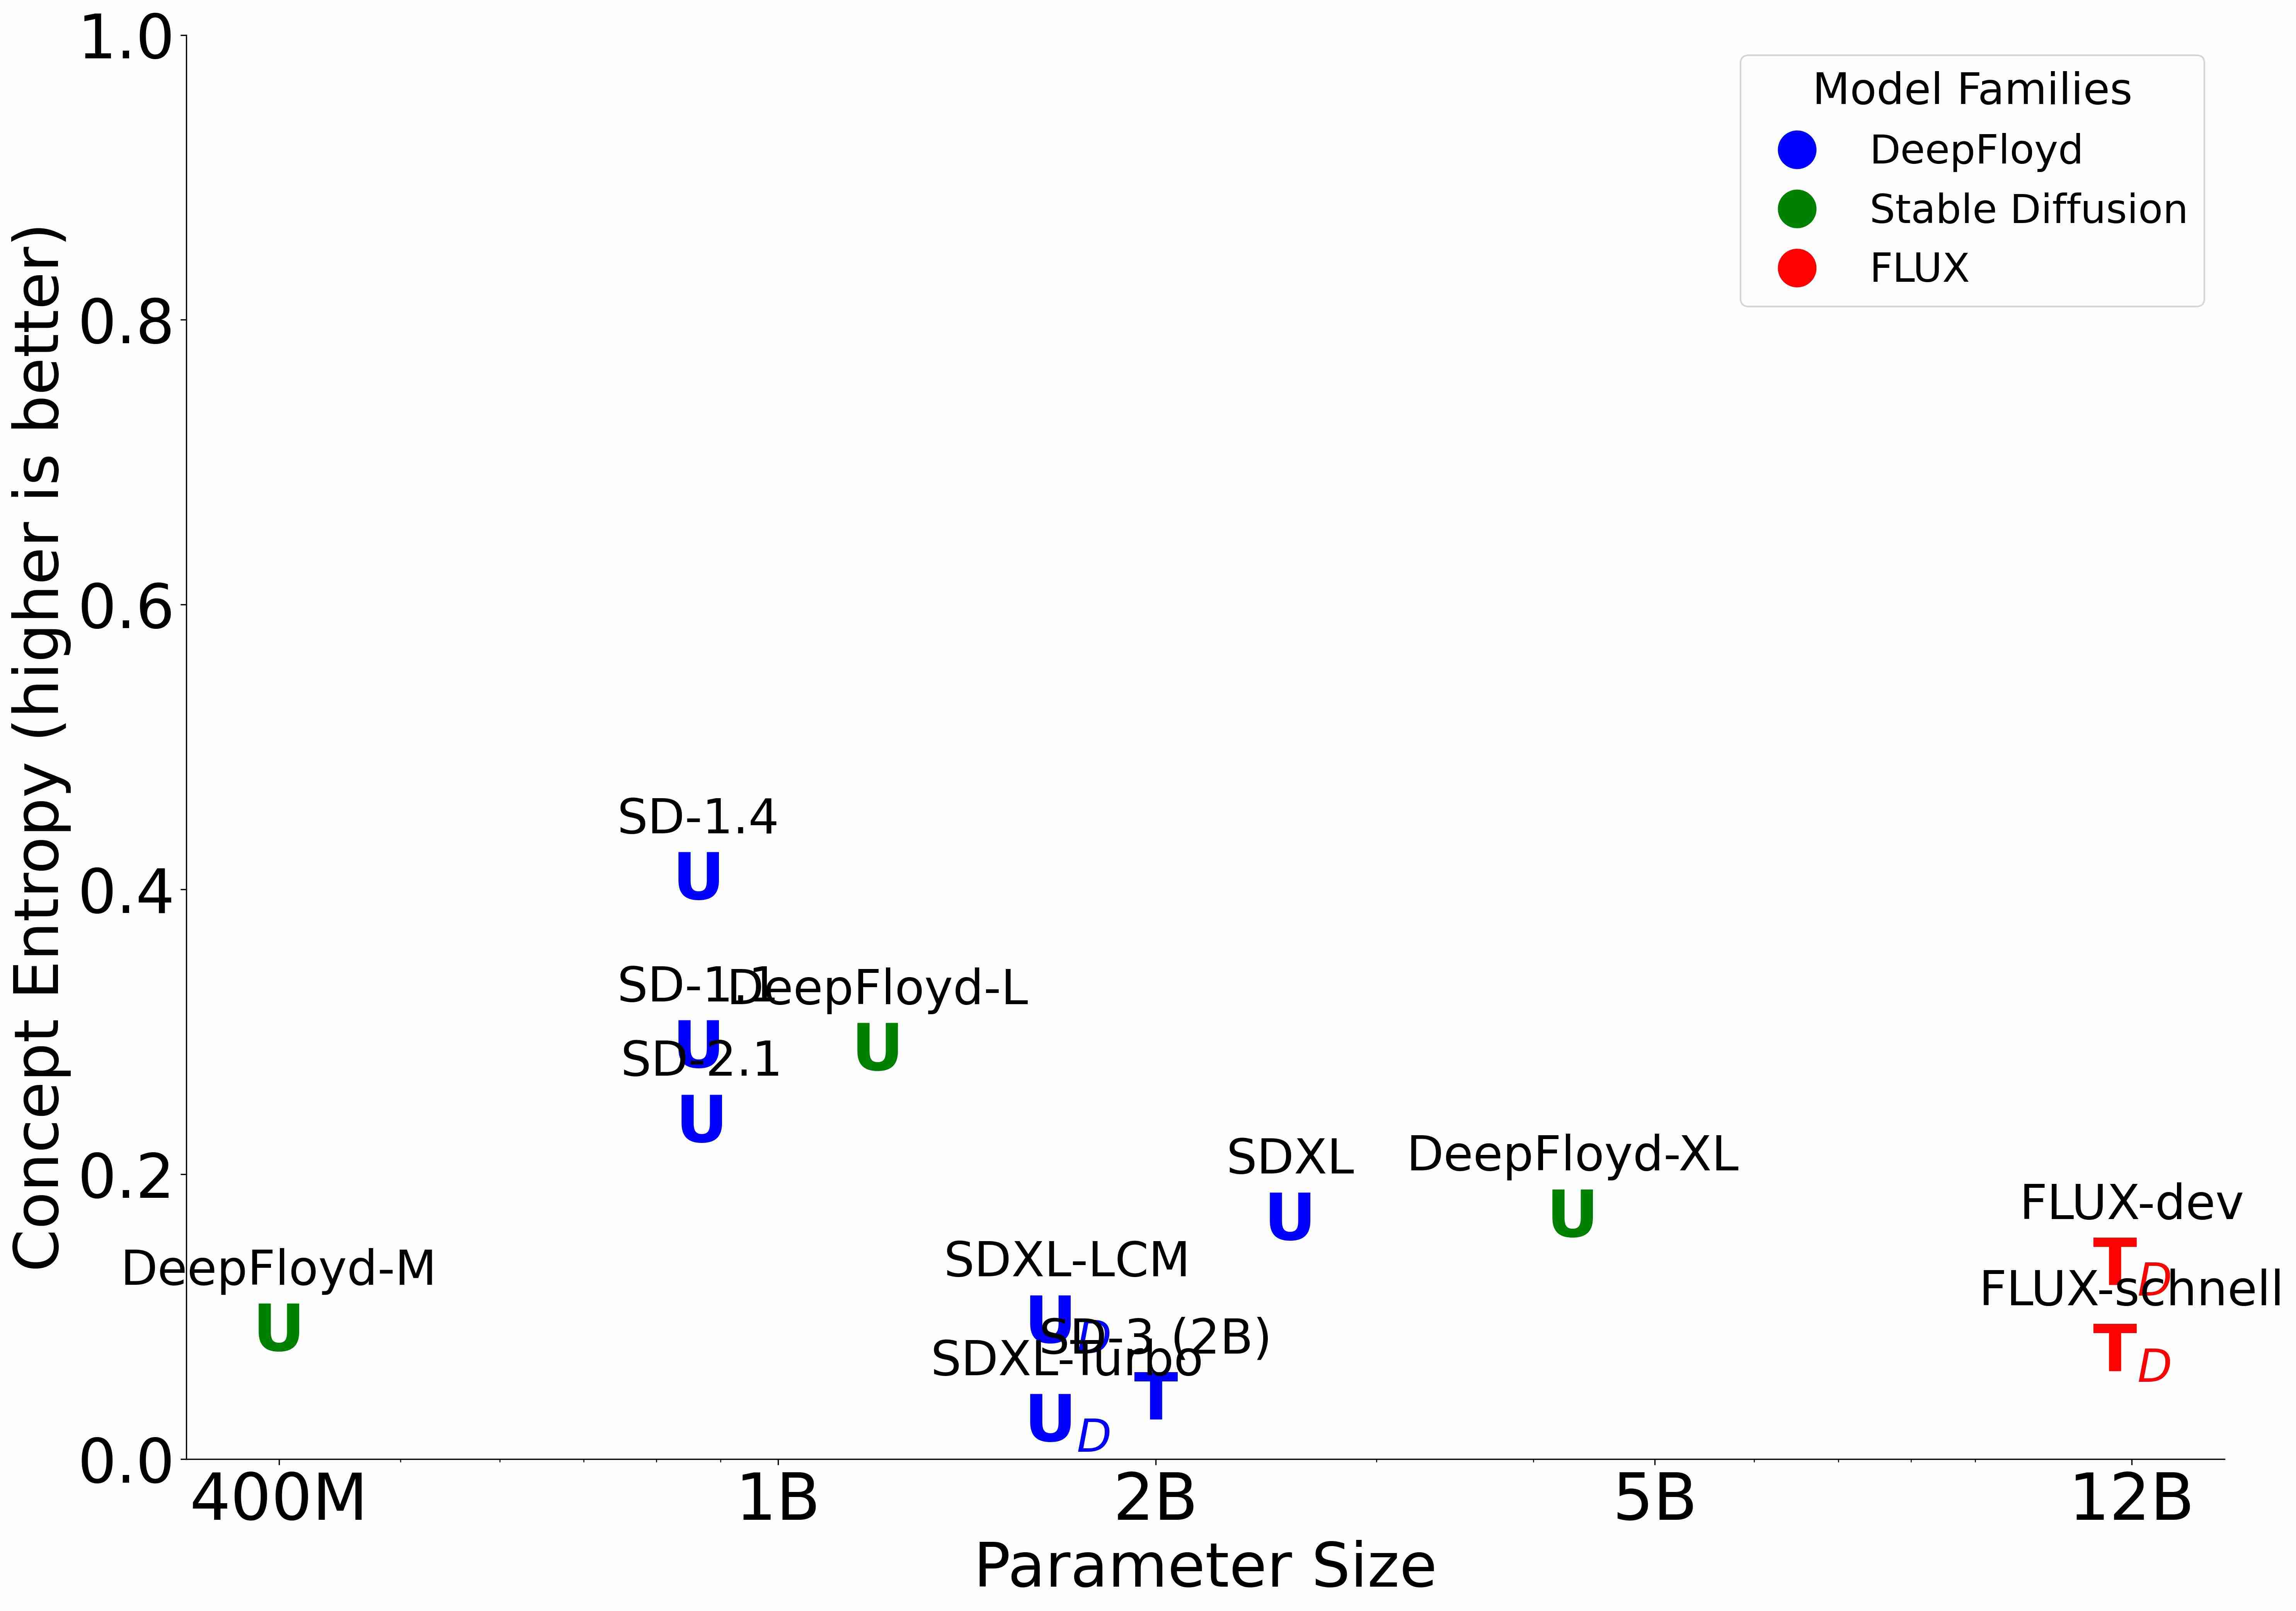 Concept Entropy (higher is better)
1.0
0.8
0.6
0.4
0.2
0.0
Model Families
DeepFloyd
Stable Diffusion
FLUX
SD-1.4
U
SD-1.1
U
DeepFloyd-L
U
SD-2.1
U
SDXL
U
DeepFloyd-XL
U
FLUX-dev
T D
DeepFloyd-M
U
SDXL-LCM
U D
FLUX-schnell
T D
SD-3 (2B)
T
SDXL-Turbo
U D
400M
1B
2B
5B
12B
Parameter Size